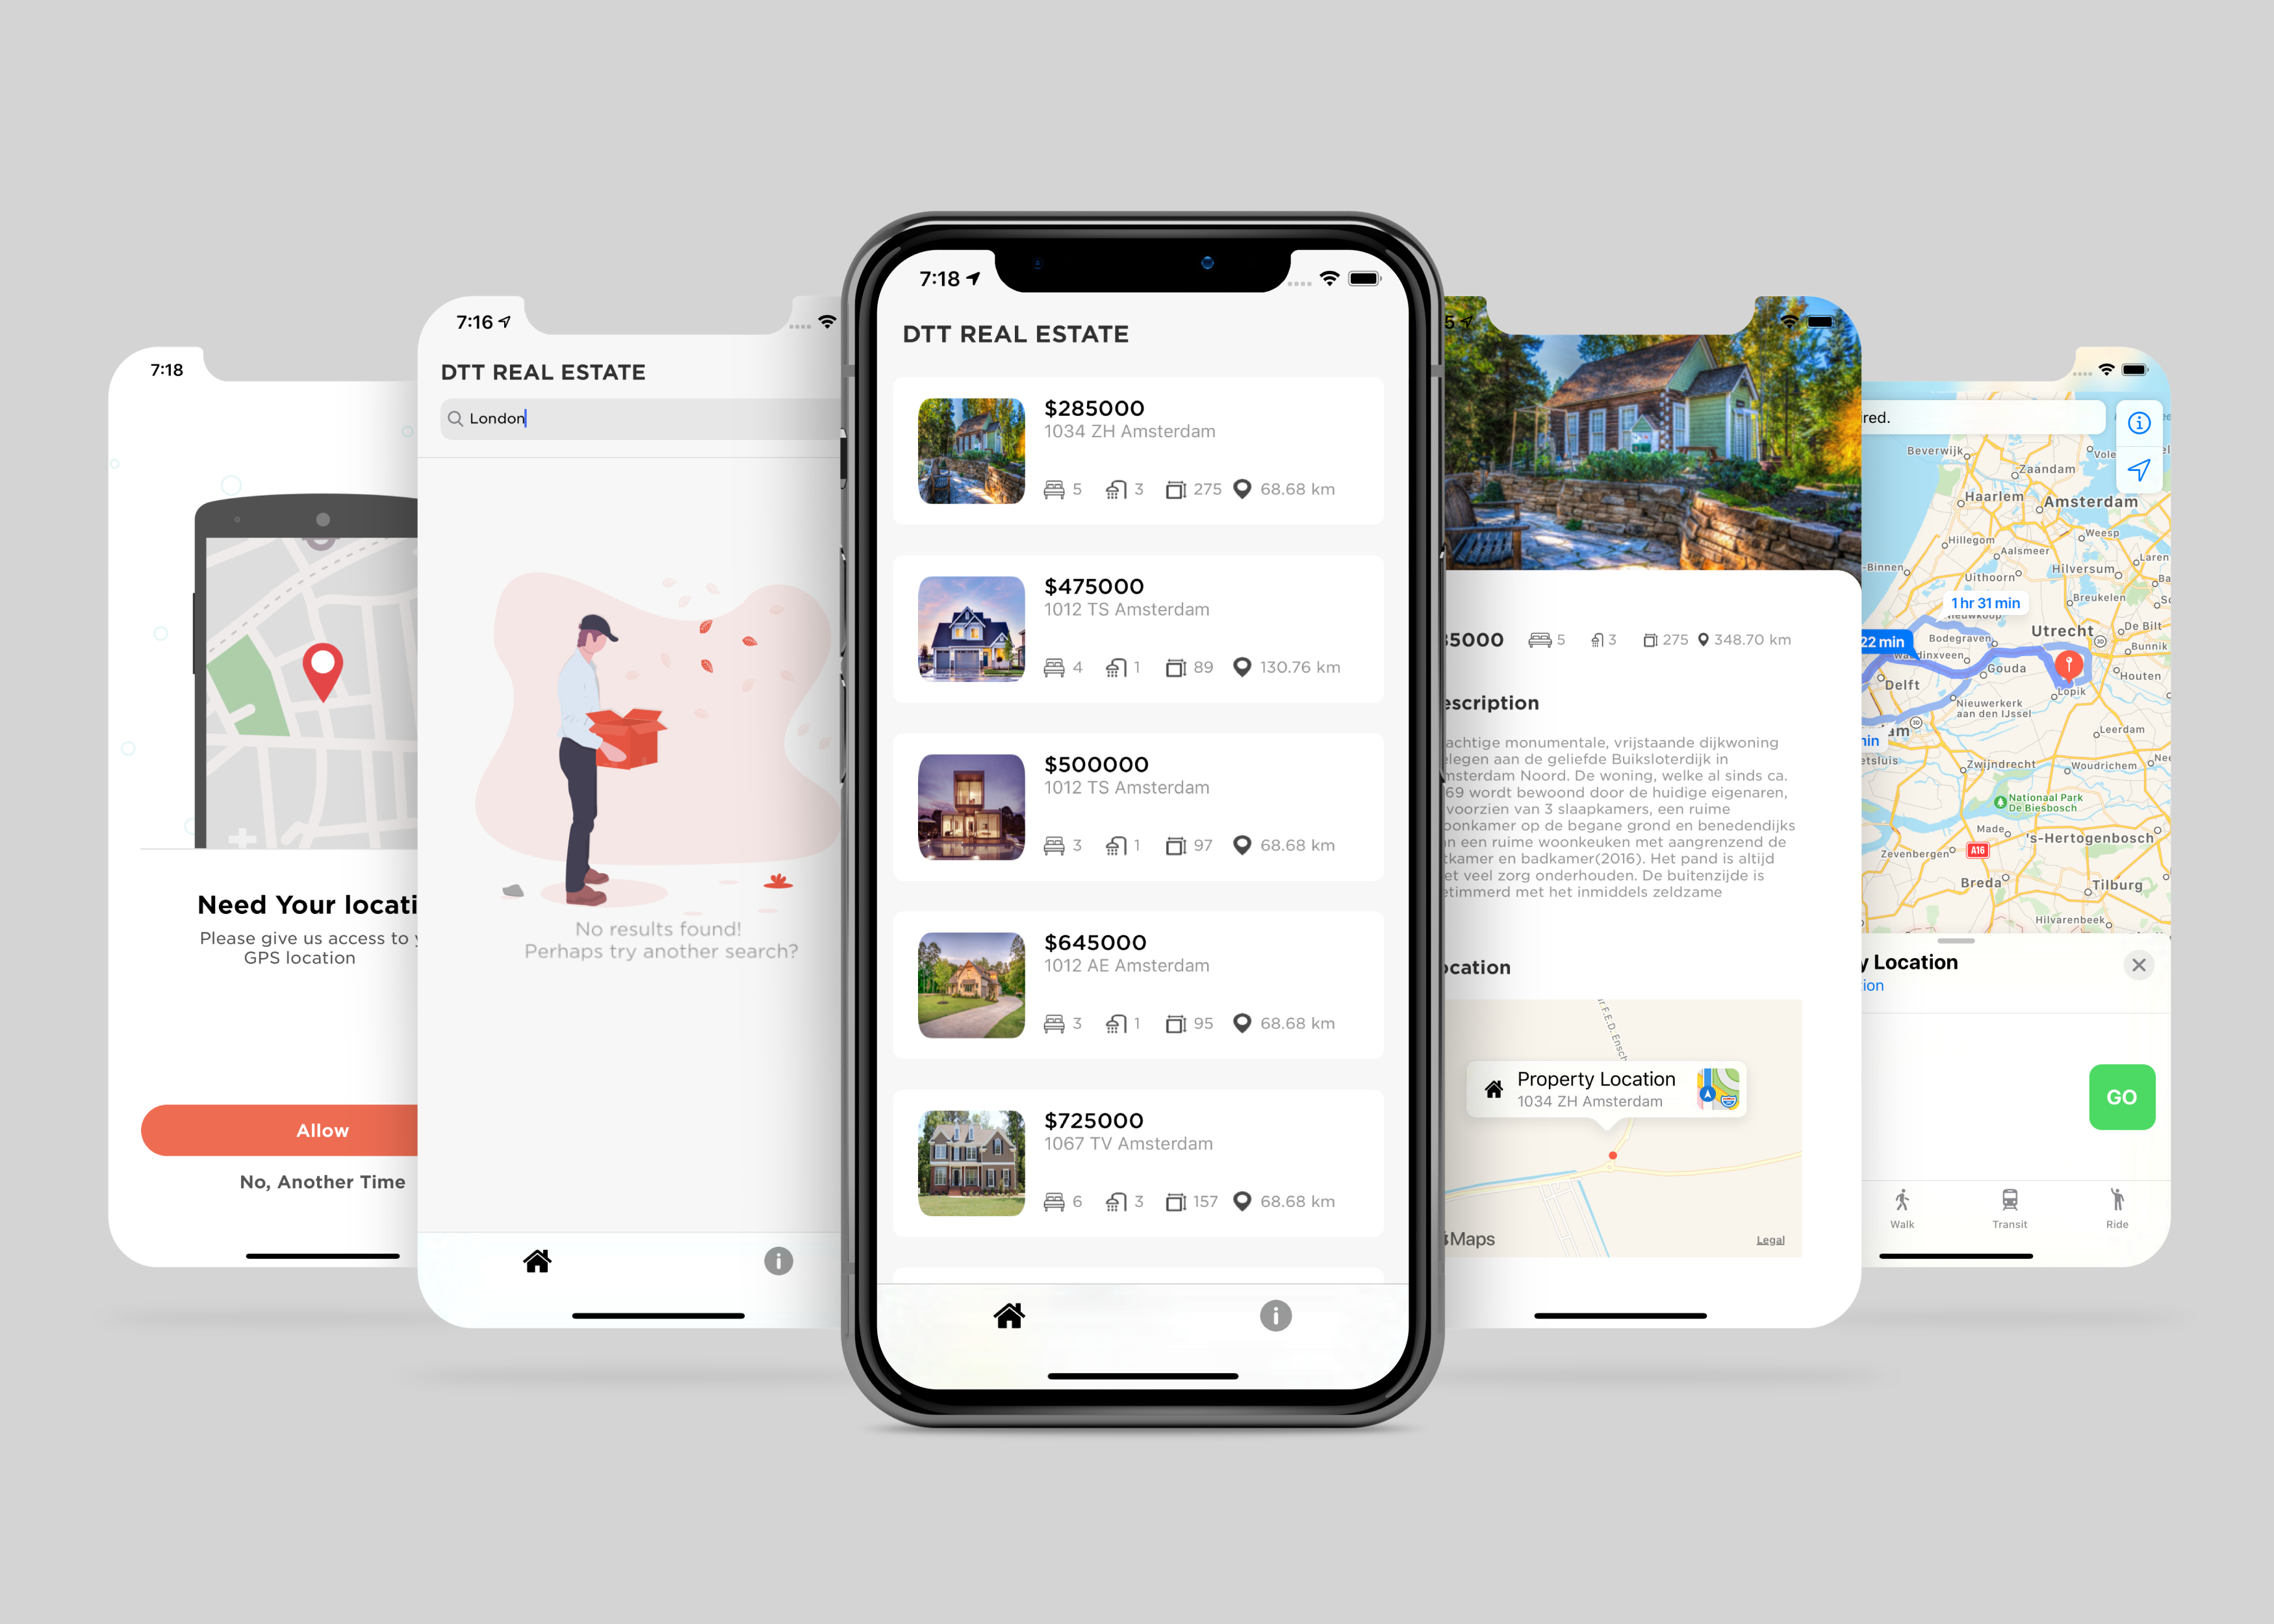 7:18
Need Your locati
Please give us access to y
GPS location
Allow
No, Another Time
7:16
DTT REAL ESTATE
London
No results found!
Perhaps try another search?
7:18
DTT REAL ESTATE
$285000
1034 ZH Amsterdam
5 3 275 68.68 km
$475000
1012 TS Amsterdam
4 1 89 130.76 km
$500000
1012 TS Amsterdam
3 1 97 68.68 km
$645000
1012 AE Amsterdam
3 1 95 68.68 km
$725000
1067 TV Amsterdam
6 3 157 68.68 km
5
35000 5 3 275 348.70 km
escription
achtige monumentale, vrijstaande dijkwoning
elegen aan de geliefde Buiksloterdijk in
msterdam Noord. De woning, welke al sinds ca.
69 wordt bewoond door de huidige eigenaren,
voorzien van 3 slaapkamers, een ruime
oonkamer op de begane grond en benedendijks
n een ruime woonkeuken met aangrenzend de
tkamer en badkamer(2016). Het pand is altijd
et veel zorg onderhouden. De buitenzijde is
etimmerd met het inmiddels zeldzame
ocation
r F.E.D. Ensch
Property Location
1034 ZH Amsterdam
Maps
Legal
red.
Beverwijk
Vole
Zaandam
Haarlem
Amsterdam
Weesp
Hillegom
Aalsmeer
Laren
-Binnen
Uithoorn
Hilversum
Ba
Breukelen
1 hr 31 min
Nieuwkoop
Utrecht
De Bilt
22 min
Bodegraven
Bunnik
dinxveen
Gouda
Houten
Delft
Lopik
Nieuwerkerk
aan den IJssel
am
Leerdam
min
etsluis
Zwijndrecht
Woudrichem
Nee
Nationaal Park
De Biesbosch
Made
's-Hertogenbosch
Zevenbergen
A16
Breda
Tilburg
Hilvarenbeek
y Location
ion
GO
Walk
Transit
Ride